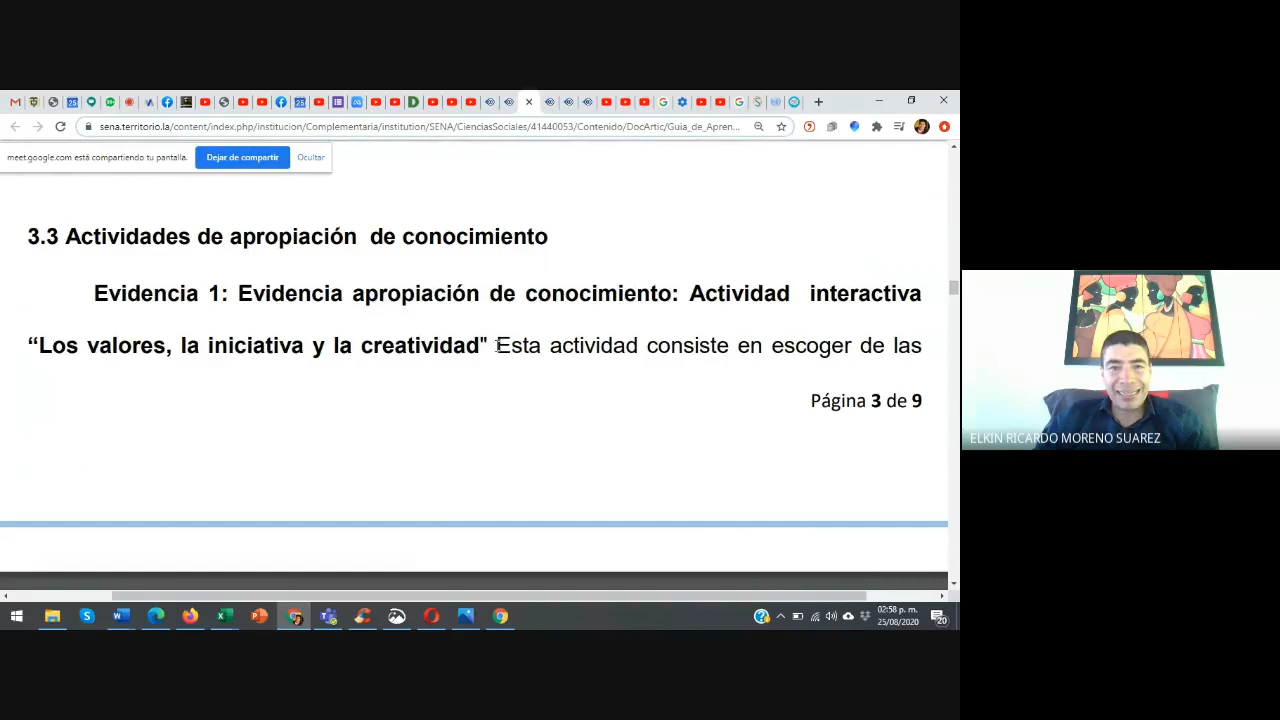 sena.territorio.la/content/index.php/institucion/Complementaria/institution/SENA/CienciasSociales/41440053/Contenido/DocArtic/Guia_de_Apren...
meet.google.com está compartiendo tu pantalla. Dejar de compartir Ocultar
3.3 Actividades de apropiación de conocimiento
Evidencia 1: Evidencia apropiación de conocimiento: Actividad interactiva
“Los valores, la iniciativa y la creatividad" Esta actividad consiste en escoger de las
Página 3 de 9
ELKIN RICARDO MORENO SUAREZ
02:58 p. m.
25/08/2020
20